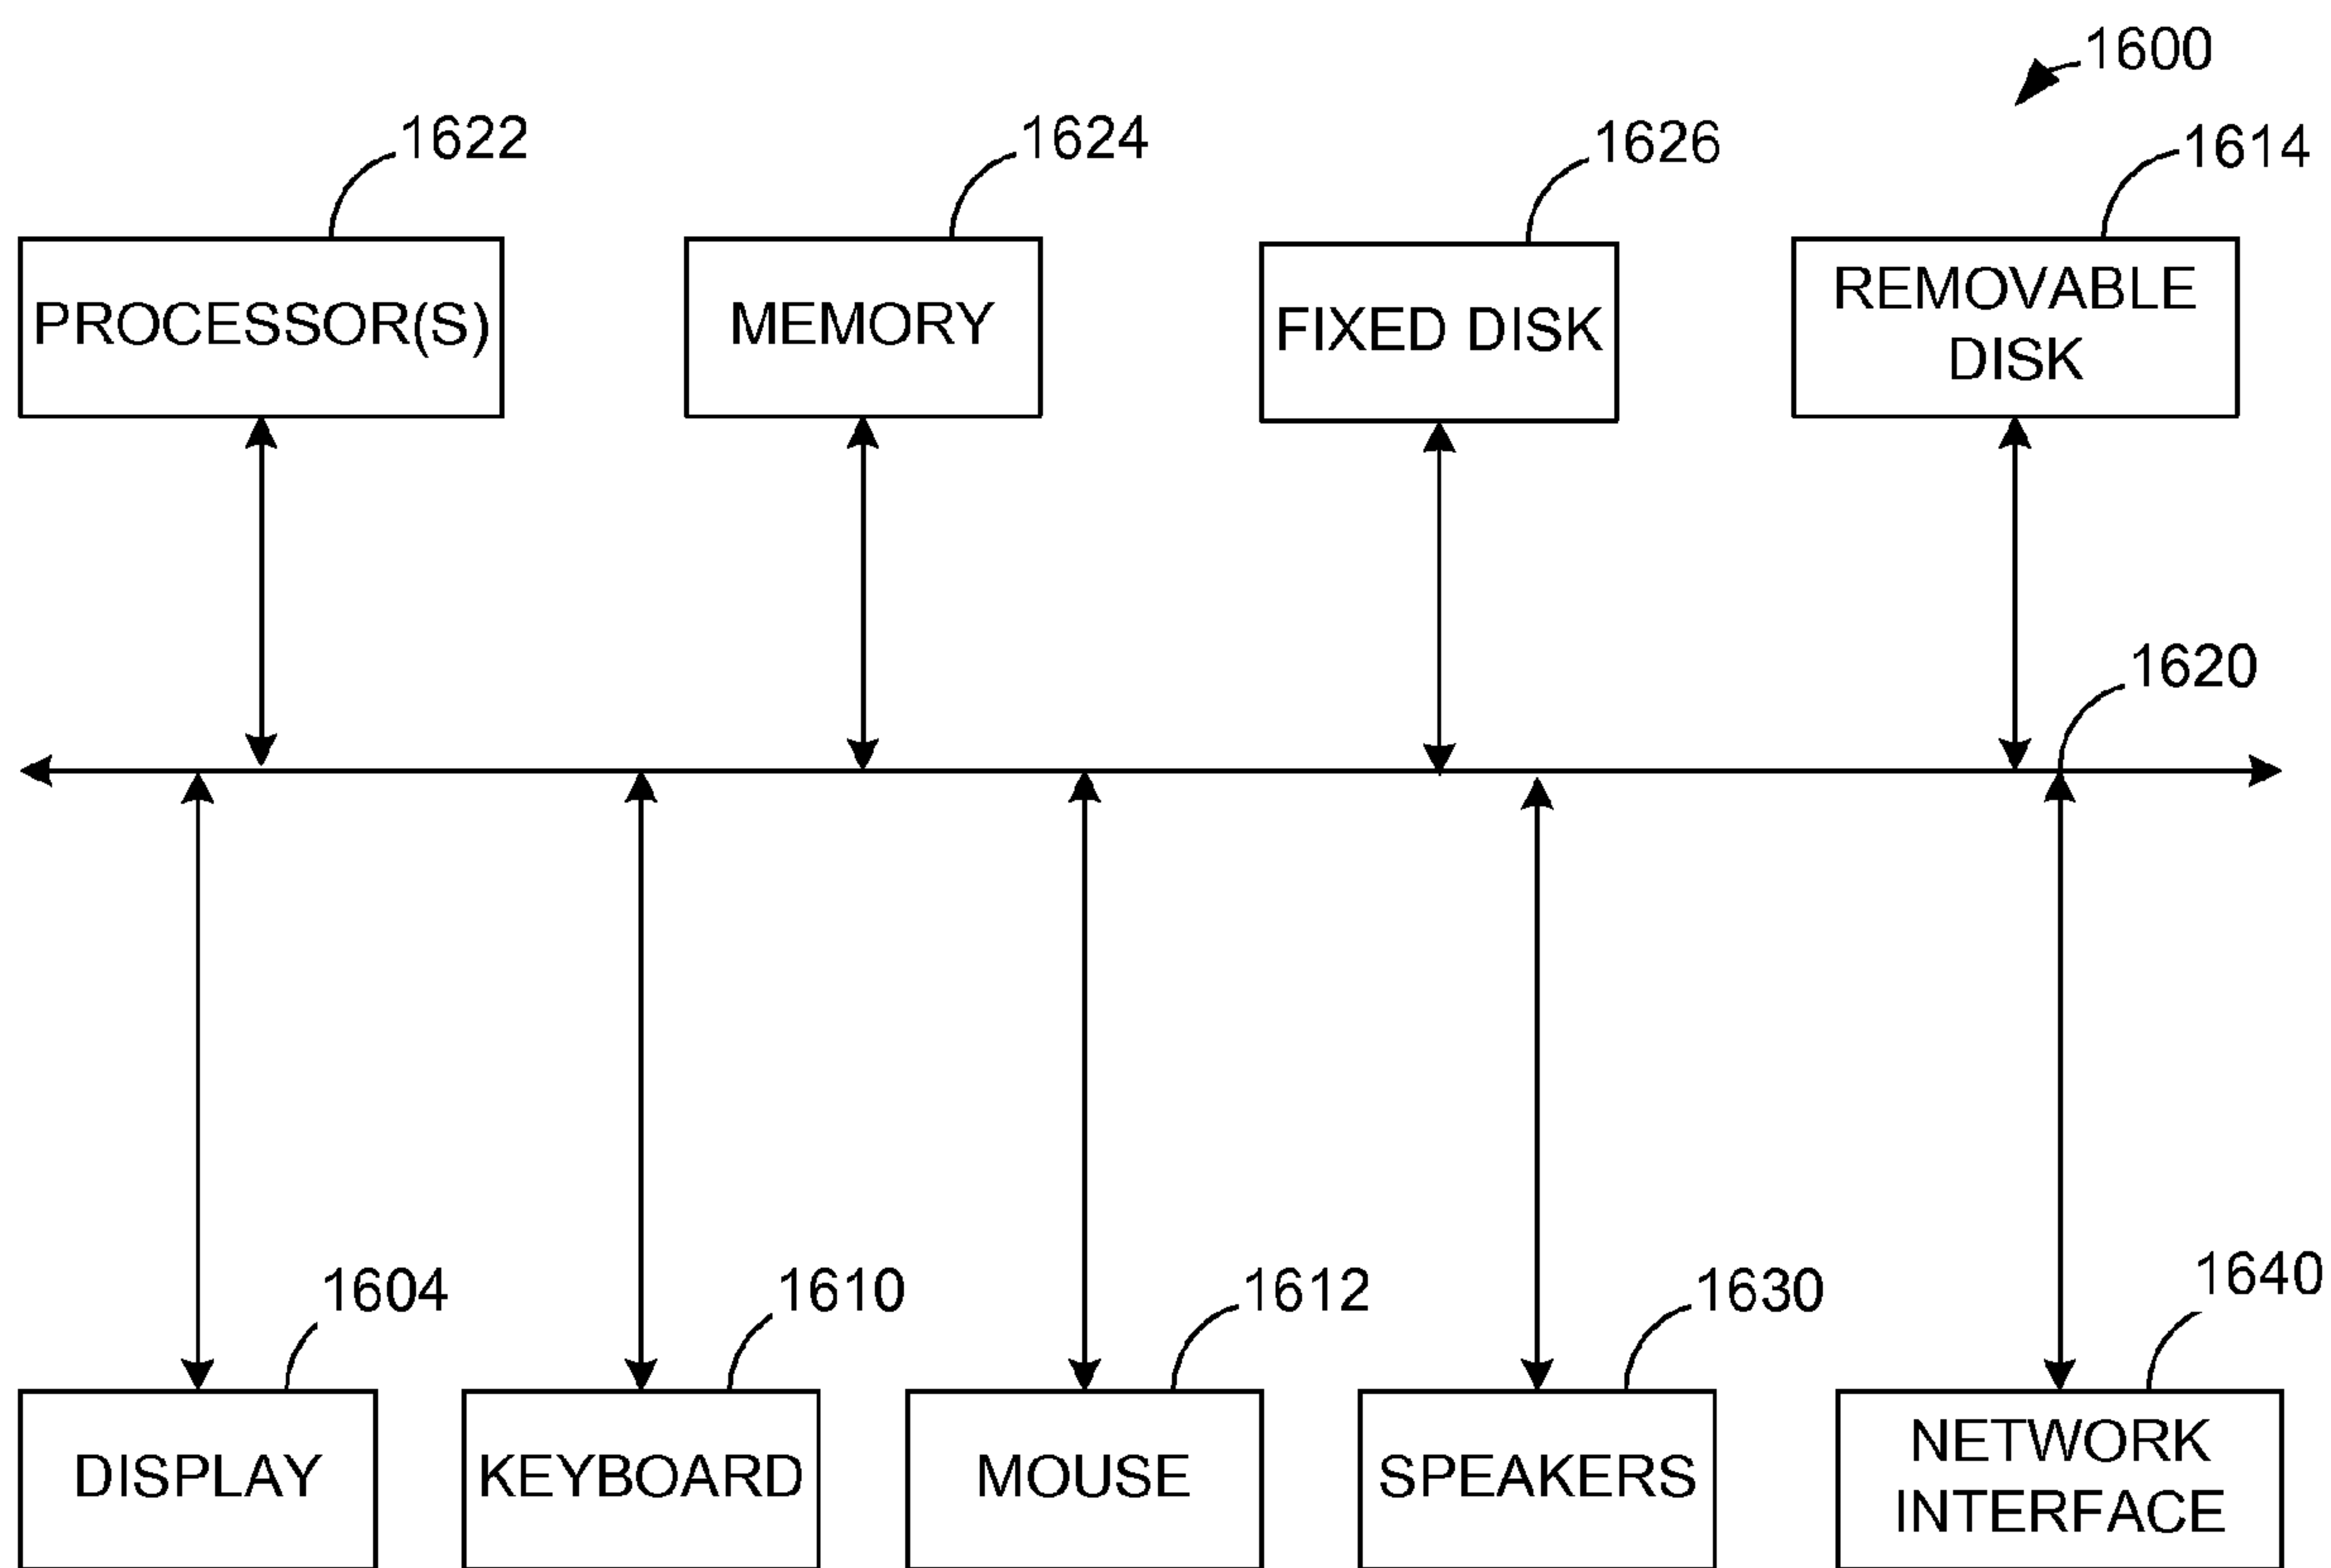 1600
1622
1624
1626
1614
PROCESSOR(S)
MEMORY
FIXED DISK
REMOVABLE
DISK
1620
1604
1610
1612
1630
1640
DISPLAY
KEYBOARD
MOUSE
SPEAKERS
NETWORK
INTERFACE